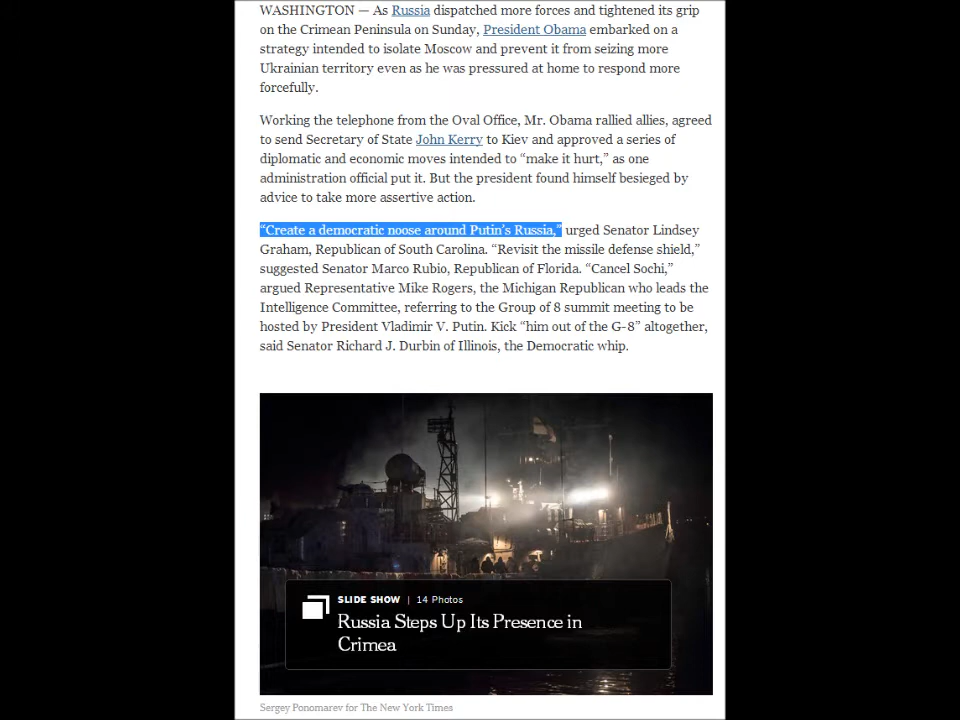 WASHINGTON — As Russia dispatched more forces and tightened its grip
on the Crimean Peninsula on Sunday, President Obama embarked on a
strategy intended to isolate Moscow and prevent it from seizing more
Ukrainian territory even as he was pressured at home to respond more
forcefully.
Working the telephone from the Oval Office, Mr. Obama rallied allies, agreed
to send Secretary of State John Kerry to Kiev and approved a series of
diplomatic and economic moves intended to “make it hurt,” as one
administration official put it. But the president found himself besieged by
advice to take more assertive action.
“Create a democratic noose around Putin’s Russia,” urged Senator Lindsey
Graham, Republican of South Carolina. “Revisit the missile defense shield,”
suggested Senator Marco Rubio, Republican of Florida. “Cancel Sochi,”
argued Representative Mike Rogers, the Michigan Republican who leads the
Intelligence Committee, referring to the Group of 8 summit meeting to be
hosted by President Vladimir V. Putin. Kick “him out of the G-8” altogether,
said Senator Richard J. Durbin of Illinois, the Democratic whip.
SLIDE SHOW | 14 Photos
Russia Steps Up Its Presence in
Crimea
Sergey Ponomarev for The New York Times